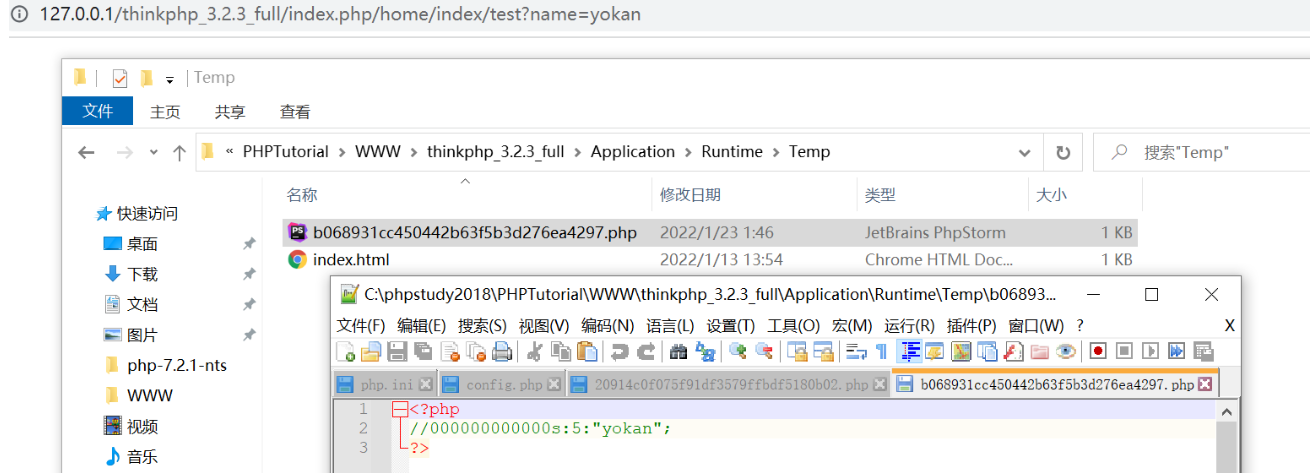 127.0.0.1/thinkphp_3.2.3_full/index.php/home/index/test?name=yokan
Temp
文件 主页 共享 查看
« PHPTutorial > WWW > thinkphp_3.2.3_full > Application > Runtime > Temp 搜索"Temp"
名称 修改日期 类型 大小
快速访问
桌面
下载
文档
图片
php-7.2.1-nts
WWW
视频
音乐
b068931cc450442b63f5b3d276ea4297.php 2022/1/23 1:46 JetBrains PhpStorm 1 KB
index.html 2022/1/13 13:54 Chrome HTML Doc... 1 KB
C:\phpstudy2018\PHPTutorial\WWW\thinkphp_3.2.3_full\Application\Runtime\Temp\b06893...
文件(F) 编辑(E) 搜索(S) 视图(V) 编码(N) 语言(L) 设置(T) 工具(O) 宏(M) 运行(R) 插件(P) 窗口(W) ? X
php.ini config.php 20914c0f075f91df3579ffbdf5180b02.php b068931cc450442b63f5b3d276ea4297.php
1 <?php
2 //000000000000s:5:"yokan";
3 ?>